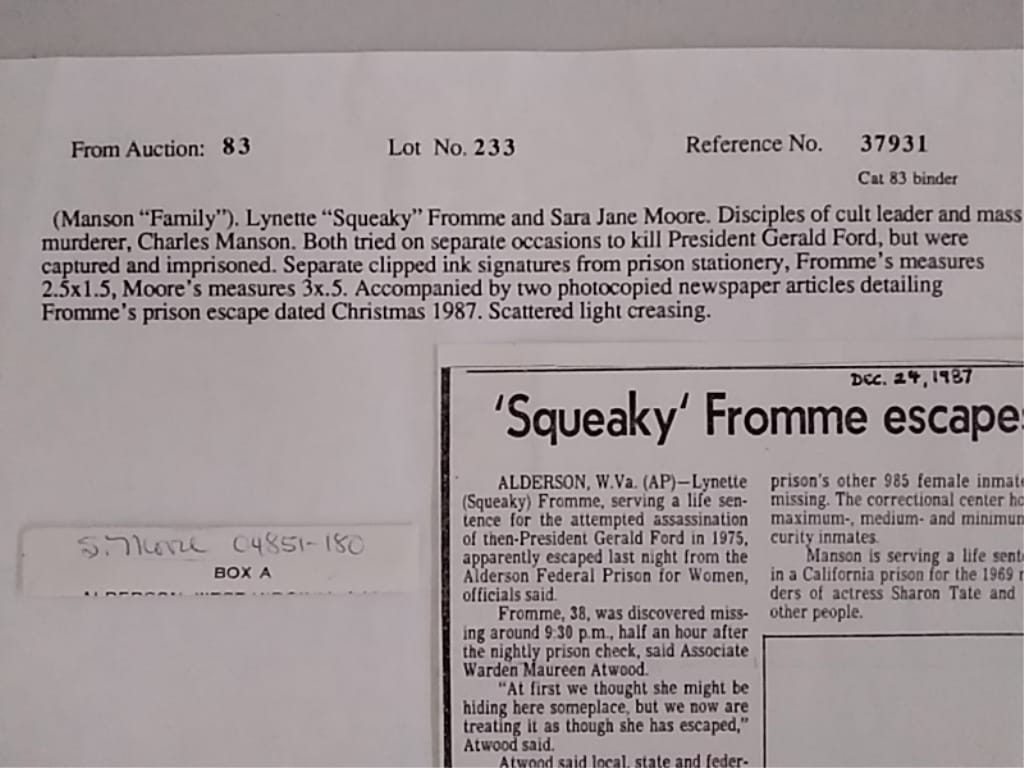 From Auction: 83 Lot No. 233 Reference No. 37931
Cat 83 binder
(Manson “Family”). Lynette “Squeaky” Fromme and Sara Jane Moore. Disciples of cult leader and mass
murderer, Charles Manson. Both tried on separate occasions to kill President Gerald Ford, but were
captured and imprisoned. Separate clipped ink signatures from prison stationery, Fromme’s measures
2.5x1.5, Moore’s measures 3x.5. Accompanied by two photocopied newspaper articles detailing
Fromme’s prison escape dated Christmas 1987. Scattered light creasing.
S. Moore 04851-180
BOX A
DEC. 24, 1987
‘Squeaky‘ Fromme escapes
ALDERSON, W.Va. (AP)—Lynette
(Squeaky) Fromme, serving a life sen-
tence for the attempted assassination
of then-President Gerald Ford in 1975,
apparently escaped last night from the
Alderson Federal Prison for Women,
officials said.
Fromme, 38, was discovered miss-
ing around 9:30 p.m., half an hour after
the nightly prison check, said Associate
Warden Maureen Atwood.
“At first we thought she might be
hiding here someplace, but we now are
treating it as though she has escaped,”
Atwood said.
Atwood said local, state and feder-
prison's other 985 female inmate
missing. The correctional center ho
maximum-, medium- and minimum
curity inmates.
Manson is serving a life sente
in a California prison for the 1969
ders of actress Sharon Tate and
other people.